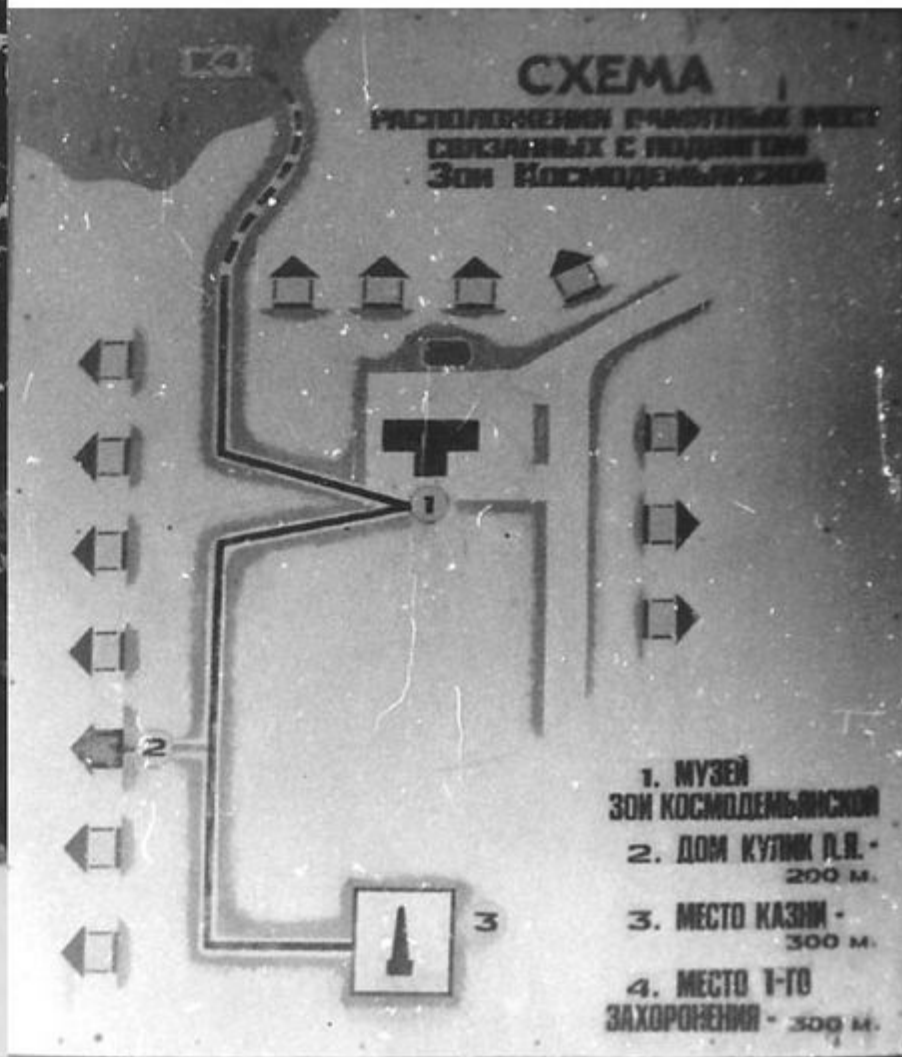 4
СХЕМА
РАСПОЛОЖЕНИЯ ПАМЯТНЫХ МЕСТ
СВЯЗАННЫХ С ПОДВИГОМ
ЗОИ КОСМОДЕМЬЯНСКОЙ
1
2
3
1. МУЗЕЙ
ЗОИ КОСМОДЕМЬЯНСКОЙ
2. ДОМ КУЛИК П.Я. -
200 м.
3. МЕСТО КАЗНИ -
300 м.
4. МЕСТО 1-ГО
ЗАХОРОНЕНИЯ - 300 м.